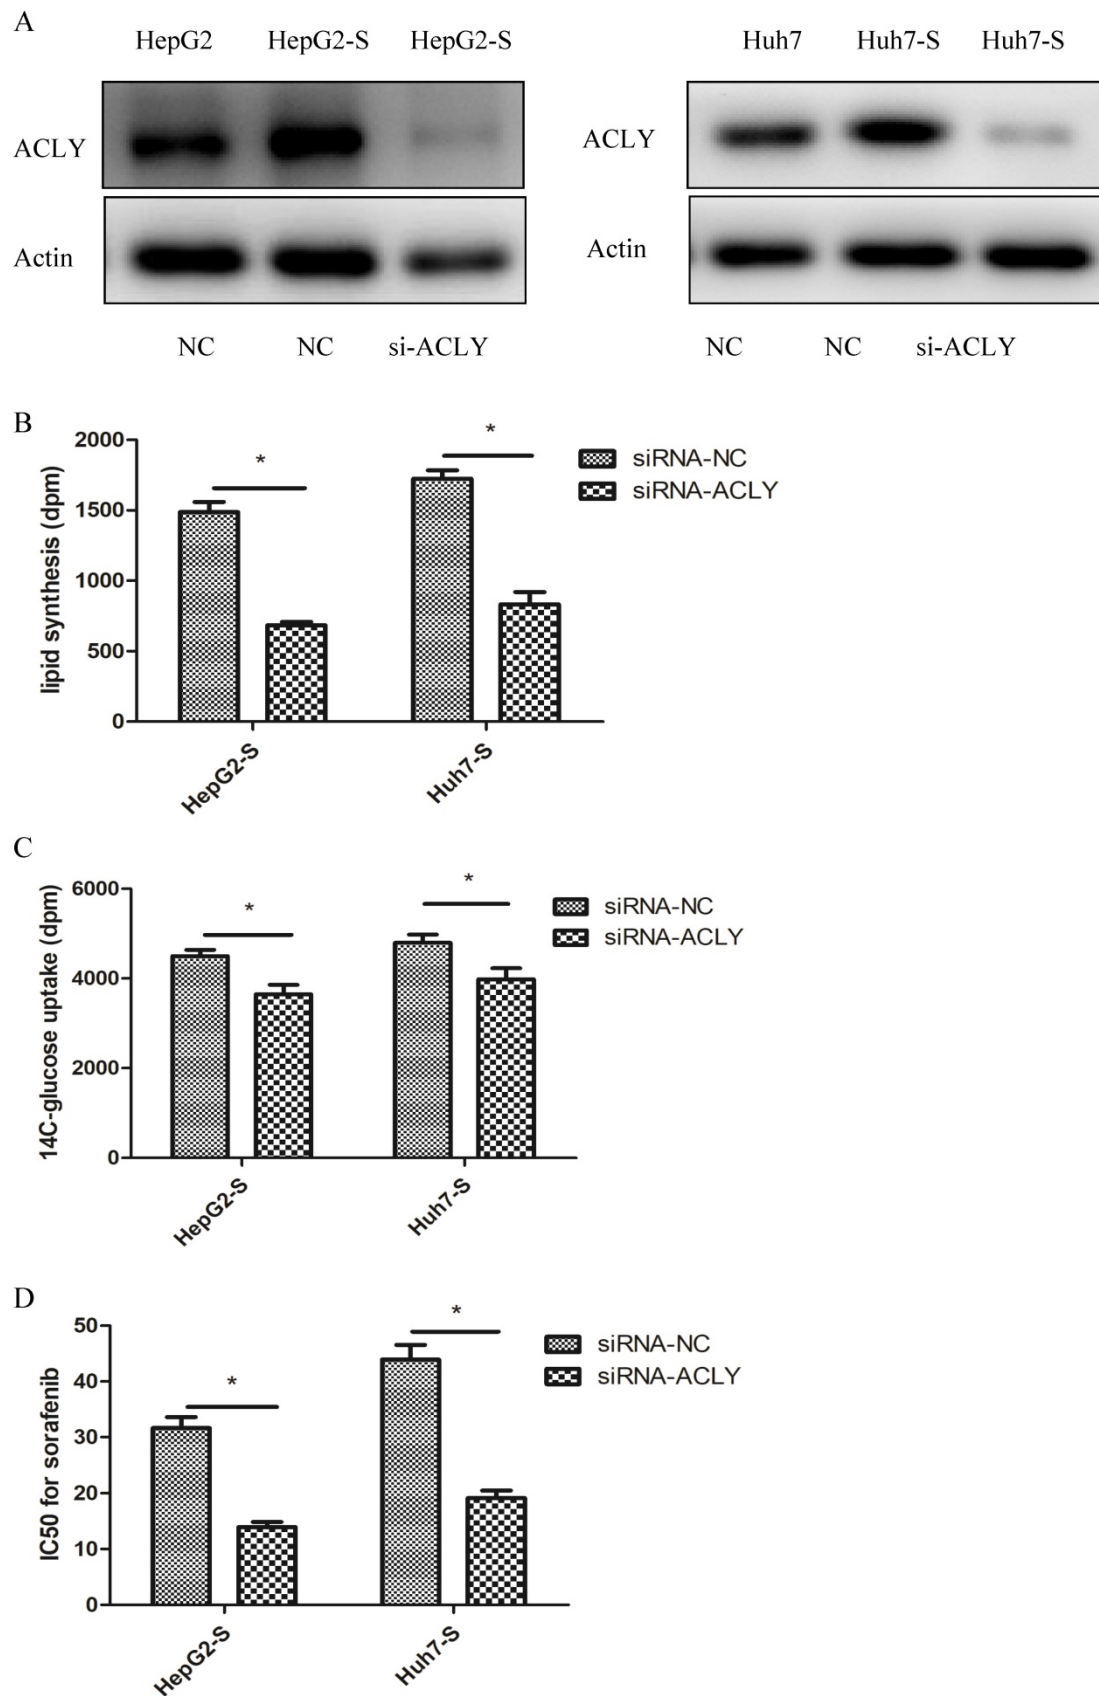 A
HepG2 HepG2-S HepG2-S
Huh7 Huh7-S Huh7-S
ACLY
ACLY
Actin
Actin
NC NC si-ACLY
NC NC si-ACLY
B
lipid synthesis (dpm)
2000
1500
1000
500
0
*
*
siRNA-NC
siRNA-ACLY
HepG2-S
Huh7-S
C
14C-glucose uptake (dpm)
6000
4000
2000
0
*
*
siRNA-NC
siRNA-ACLY
HepG2-S
Huh7-S
D
IC50 for sorafenib
50
40
30
20
10
0
*
*
siRNA-NC
siRNA-ACLY
HepG2-S
Huh7-S